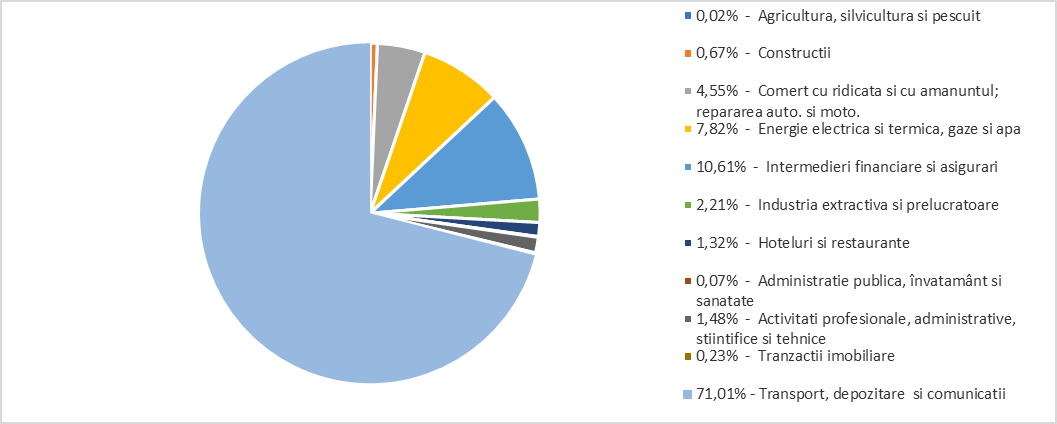 0,02% - Agricultura, silvicultura si pescuit
0,67% - Constructii
4,55% - Comert cu ridicata si cu amanuntul;
repararea auto. si moto.
7,82% - Energie electrica si termica, gaze si apa
10,61% - Intermedieri financiare si asigurari
2,21% - Industria extractiva si prelucratoare
1,32% - Hoteluri si restaurante
0,07% - Administratie publica, învatamânt si
sanatate
1,48% - Activitati profesionale, administrative,
stiintifice si tehnice
0,23% - Tranzactii imobiliare
71,01% - Transport, depozitare si comunicatii